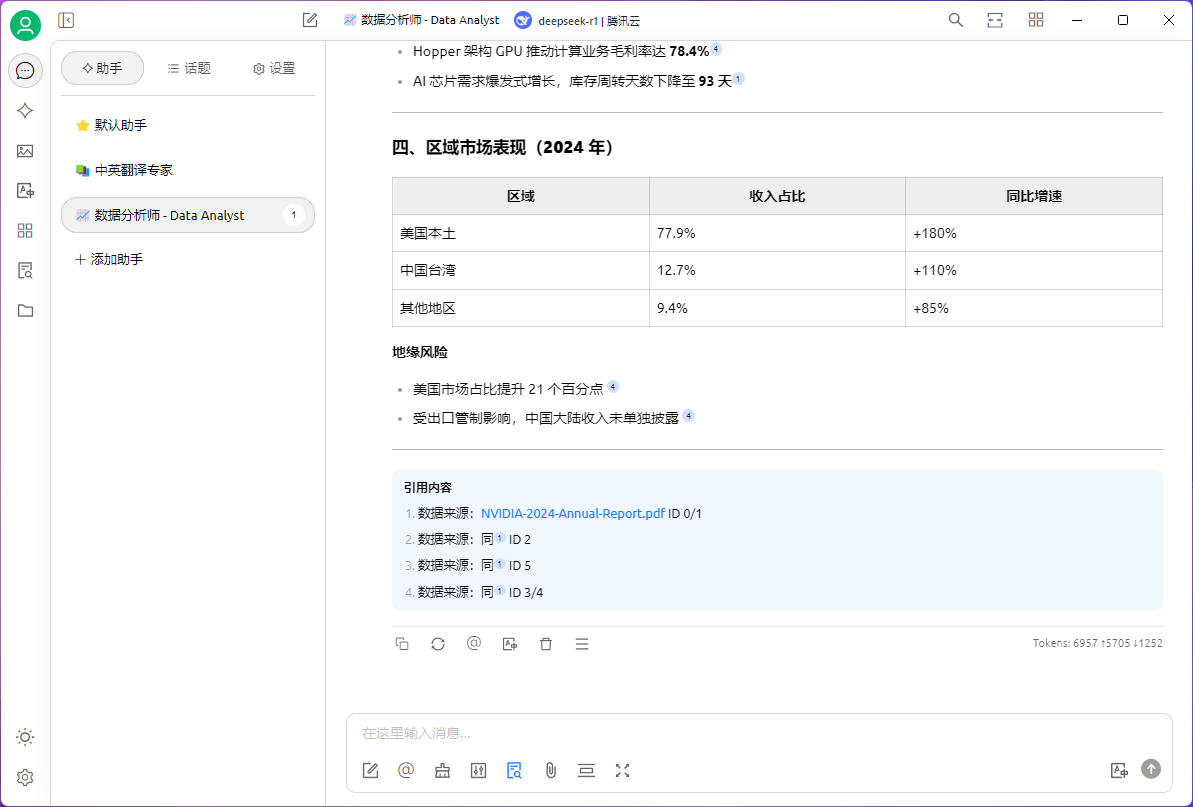 数据分析师 - Data Analyst deepseek-r1 | 腾讯云
助手 话题 设置
默认助手
中英翻译专家
数据分析师 - Data Analyst 1
添加助手
Hopper 架构 GPU 推动计算业务毛利率达 78.4% 4
AI 芯片需求爆发式增长，库存周转天数下降至 93 天 1
四、区域市场表现（2024 年）
区域 收入占比 同比增速
美国本土 77.9% +180%
中国台湾 12.7% +110%
其他地区 9.4% +85%
地缘风险
美国市场占比提升 21 个百分点 4
受出口管制影响，中国大陆收入未单独披露 4
引用内容
1. 数据来源：NVIDIA-2024-Annual-Report.pdf ID 0/1
2. 数据来源：同 1 ID 2
3. 数据来源：同 1 ID 5
4. 数据来源：同 1 ID 3/4
Tokens: 6957 ↑5705 ↓1252
在这里输入消息...